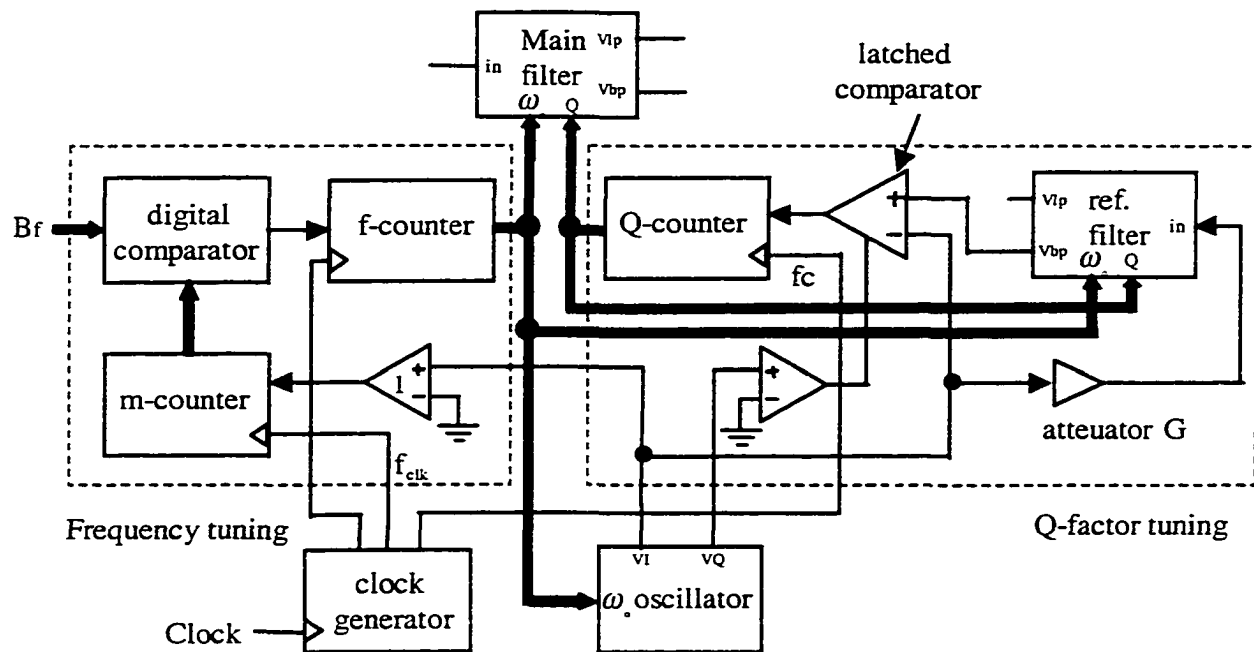 Main
filter
in
Vlp
Vbp
ω
Q
latched
comparator
Bf
digital
comparator
f-counter
Q-counter
fc
+
−
Vlp
Vbp
ref.
filter
in
ω
Q
m-counter
1
+
−
+
−
atteuator G
f clk
Frequency tuning
Q-factor tuning
VI
VQ
clock
generator
Clock
ω oscillator